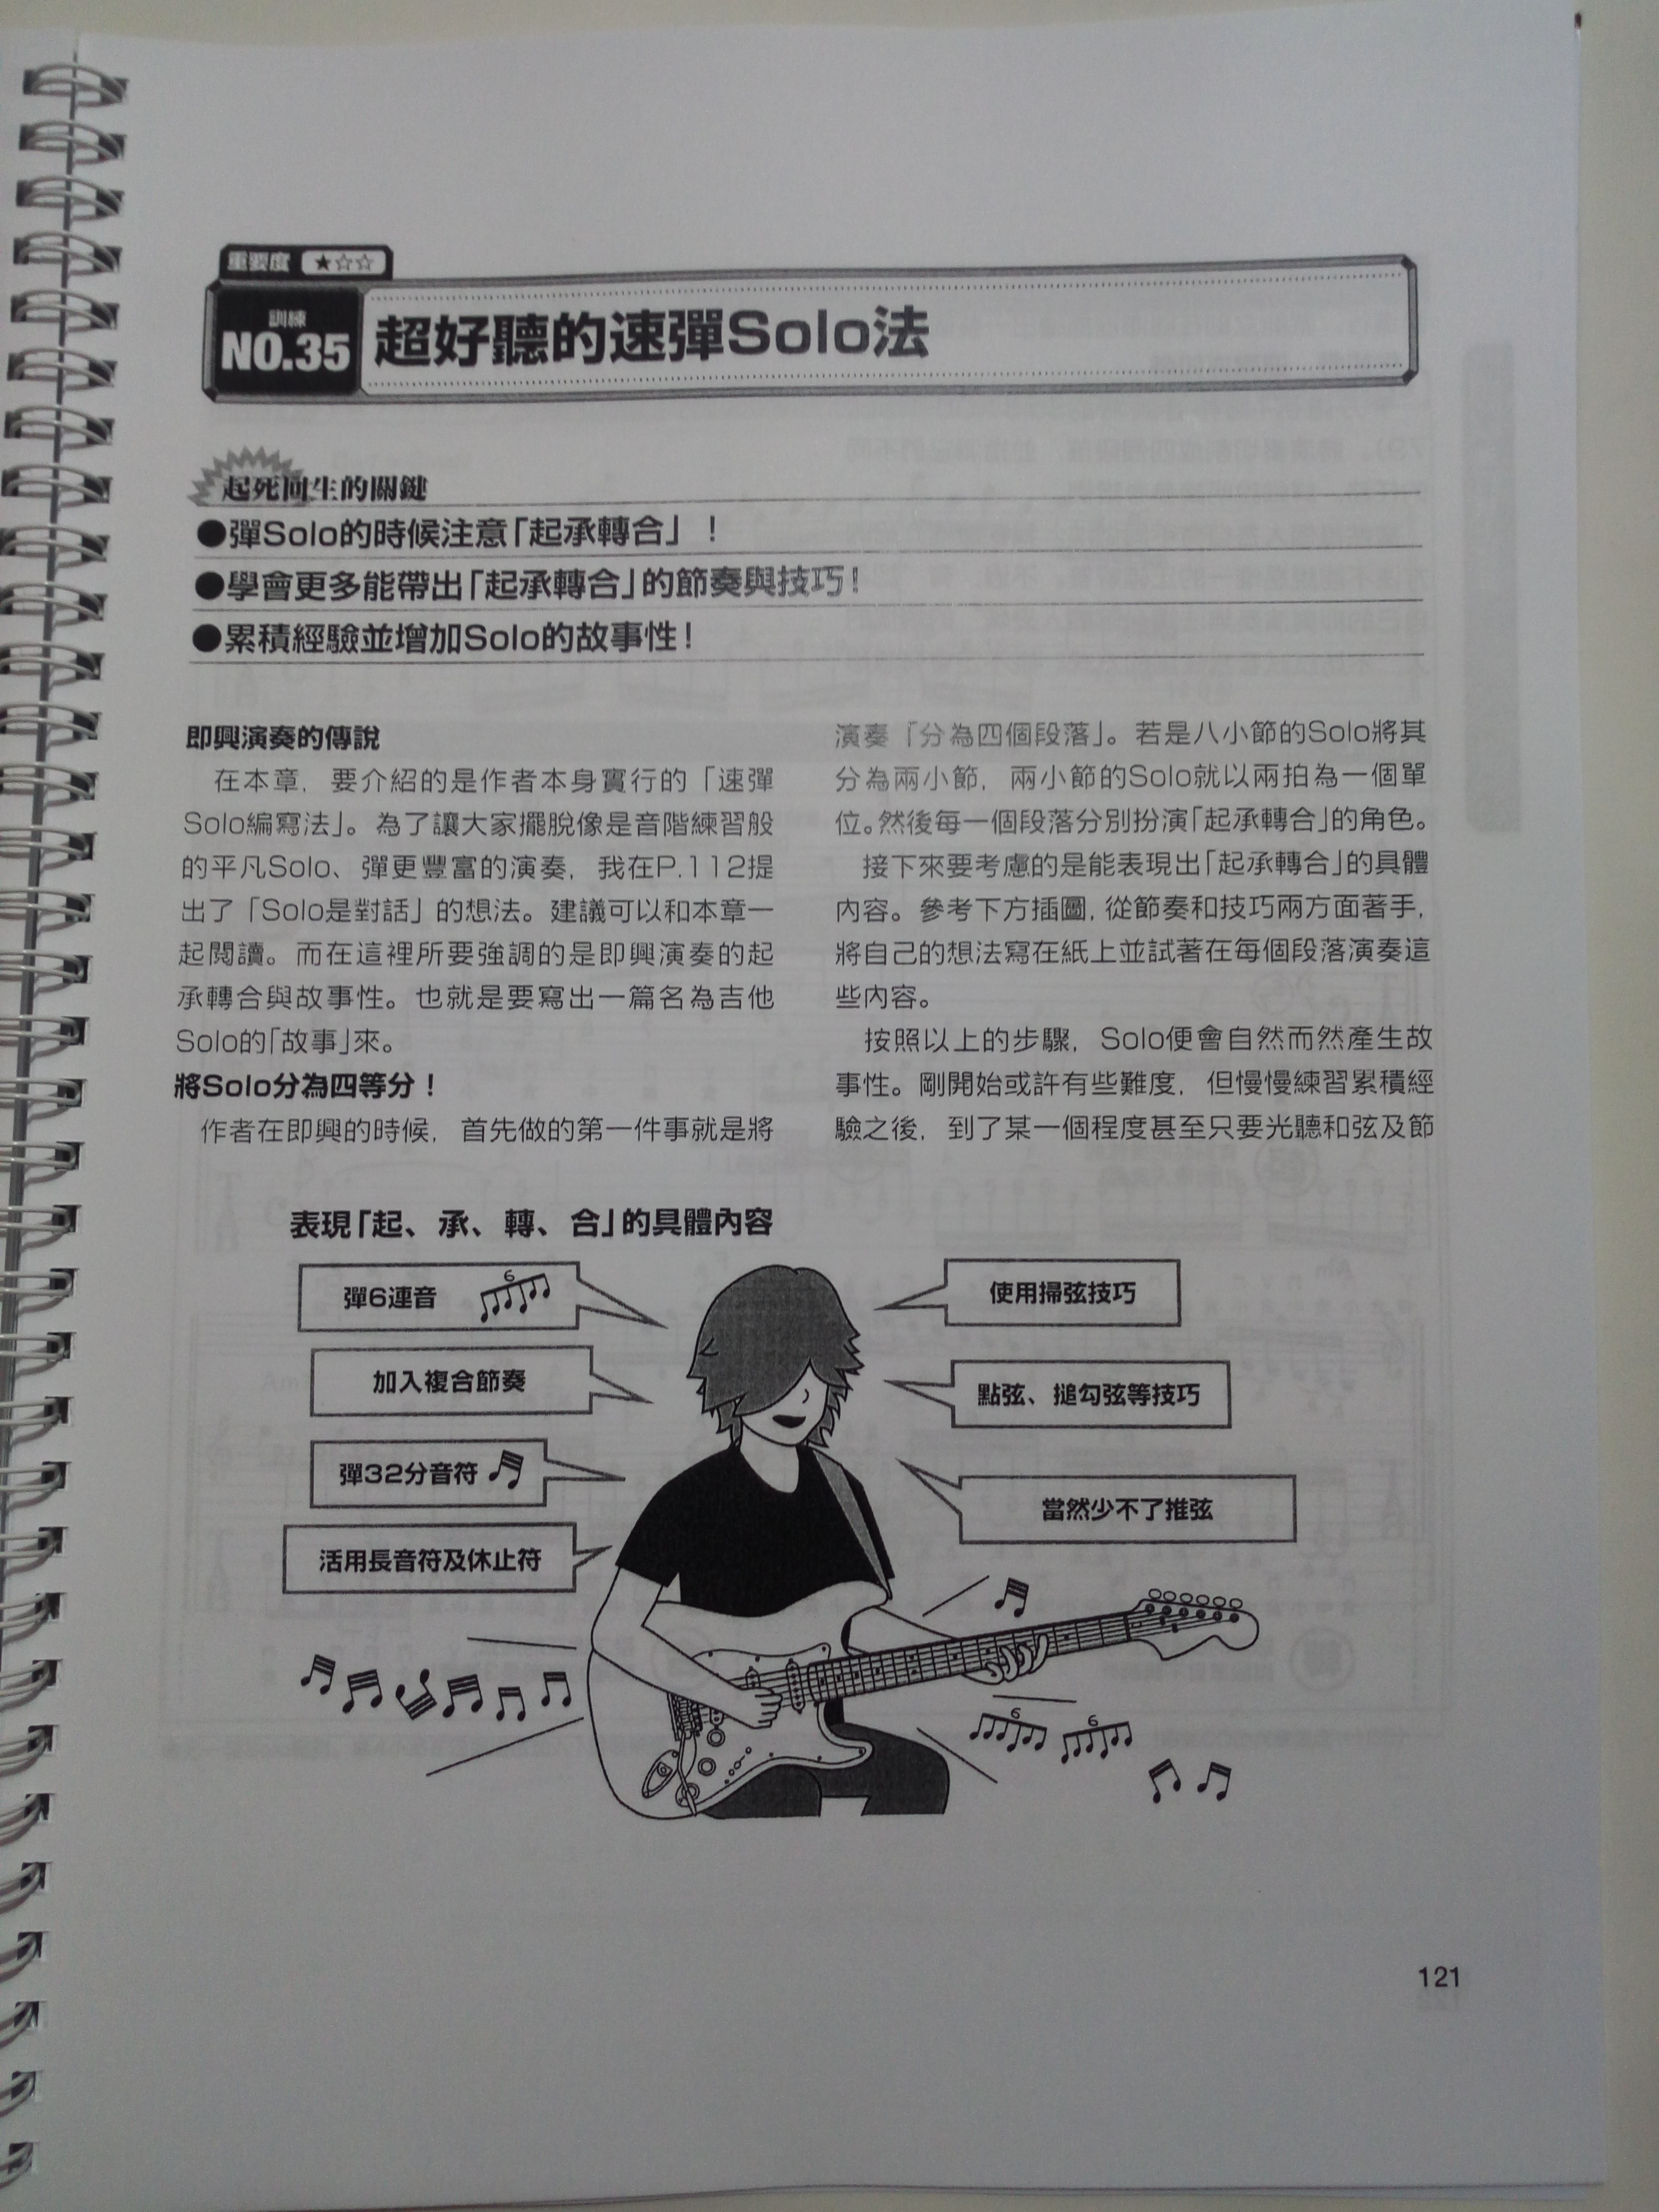 重要度 ★☆☆
訓練
NO.35
超好聽的速彈Solo法
起死回生的關鍵
●彈Solo的時候注意「起承轉合」！
●學會更多能帶出「起承轉合」的節奏與技巧！
●累積經驗並增加Solo的故事性！
即興演奏的傳說
在本章，要介紹的是作者本身實行的「速彈
Solo編寫法」。為了讓大家擺脫像是音階練習般
的平凡Solo、彈更豐富的演奏，我在P.112提
出了「Solo是對話」的想法。建議可以和本章一
起閱讀。而在這裡所要強調的是即興演奏的起
承轉合與故事性。也就是要寫出一篇名為吉他
Solo的「故事」來。
將Solo分為四等分！
作者在即興的時候，首先做的第一件事就是將
演奏「分為四個段落」。若是八小節的Solo將其
分為兩小節，兩小節的Solo就以兩拍為一個單
位。然後每一個段落分別扮演「起承轉合」的角色。
接下來要考慮的是能表現出「起承轉合」的具體
內容。參考下方插圖，從節奏和技巧兩方面著手，
將自己的想法寫在紙上並試著在每個段落演奏這
些內容。
按照以上的步驟，Solo便會自然而然產生故
事性。剛開始或許有些難度，但慢慢練習累積經
驗之後，到了某一個程度甚至只要光聽和弦及節
表現「起、承、轉、合」的具體內容
彈6連音
6
加入複合節奏
彈32分音符
活用長音符及休止符
使用掃弦技巧
點弦、搥勾弦等技巧
當然少不了推弦
6
6
121